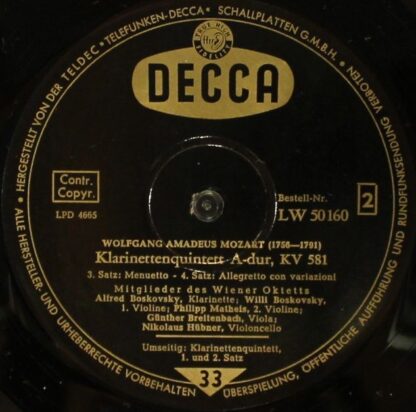 HERGESTELLT VON DER TELDEC • TELEFUNKEN-DECCA • SCHALLPLATTEN G.M.B.H. •
ALLE HERSTELLER- UND URHEBERRECHTE VORBEHALTEN
ÜBERSPIELUNG, ÖFFENTLICHE AUFFÜHRUNG UND RUNDFUNKSENDUNG VERBOTEN
DECCA
Contr.
Copyr.
LPD 4665
Bestell-Nr.
LW 50160
2
WOLFGANG AMADEUS MOZART (1756—1791)
Klarinettenquintett A-dur, KV 581
3. Satz: Menuetto - 4. Satz: Allegretto con variazioni
Mitglieder des Wiener Oktetts
Alfred Boskovsky, Klarinette; Willi Boskovsky,
1. Violine; Philipp Matheis, 2. Violine;
Günther Breitenbach, Viola;
Nikolaus Hübner, Violoncello
Umseitig: Klarinettenquintett,
1. und 2. Satz
33